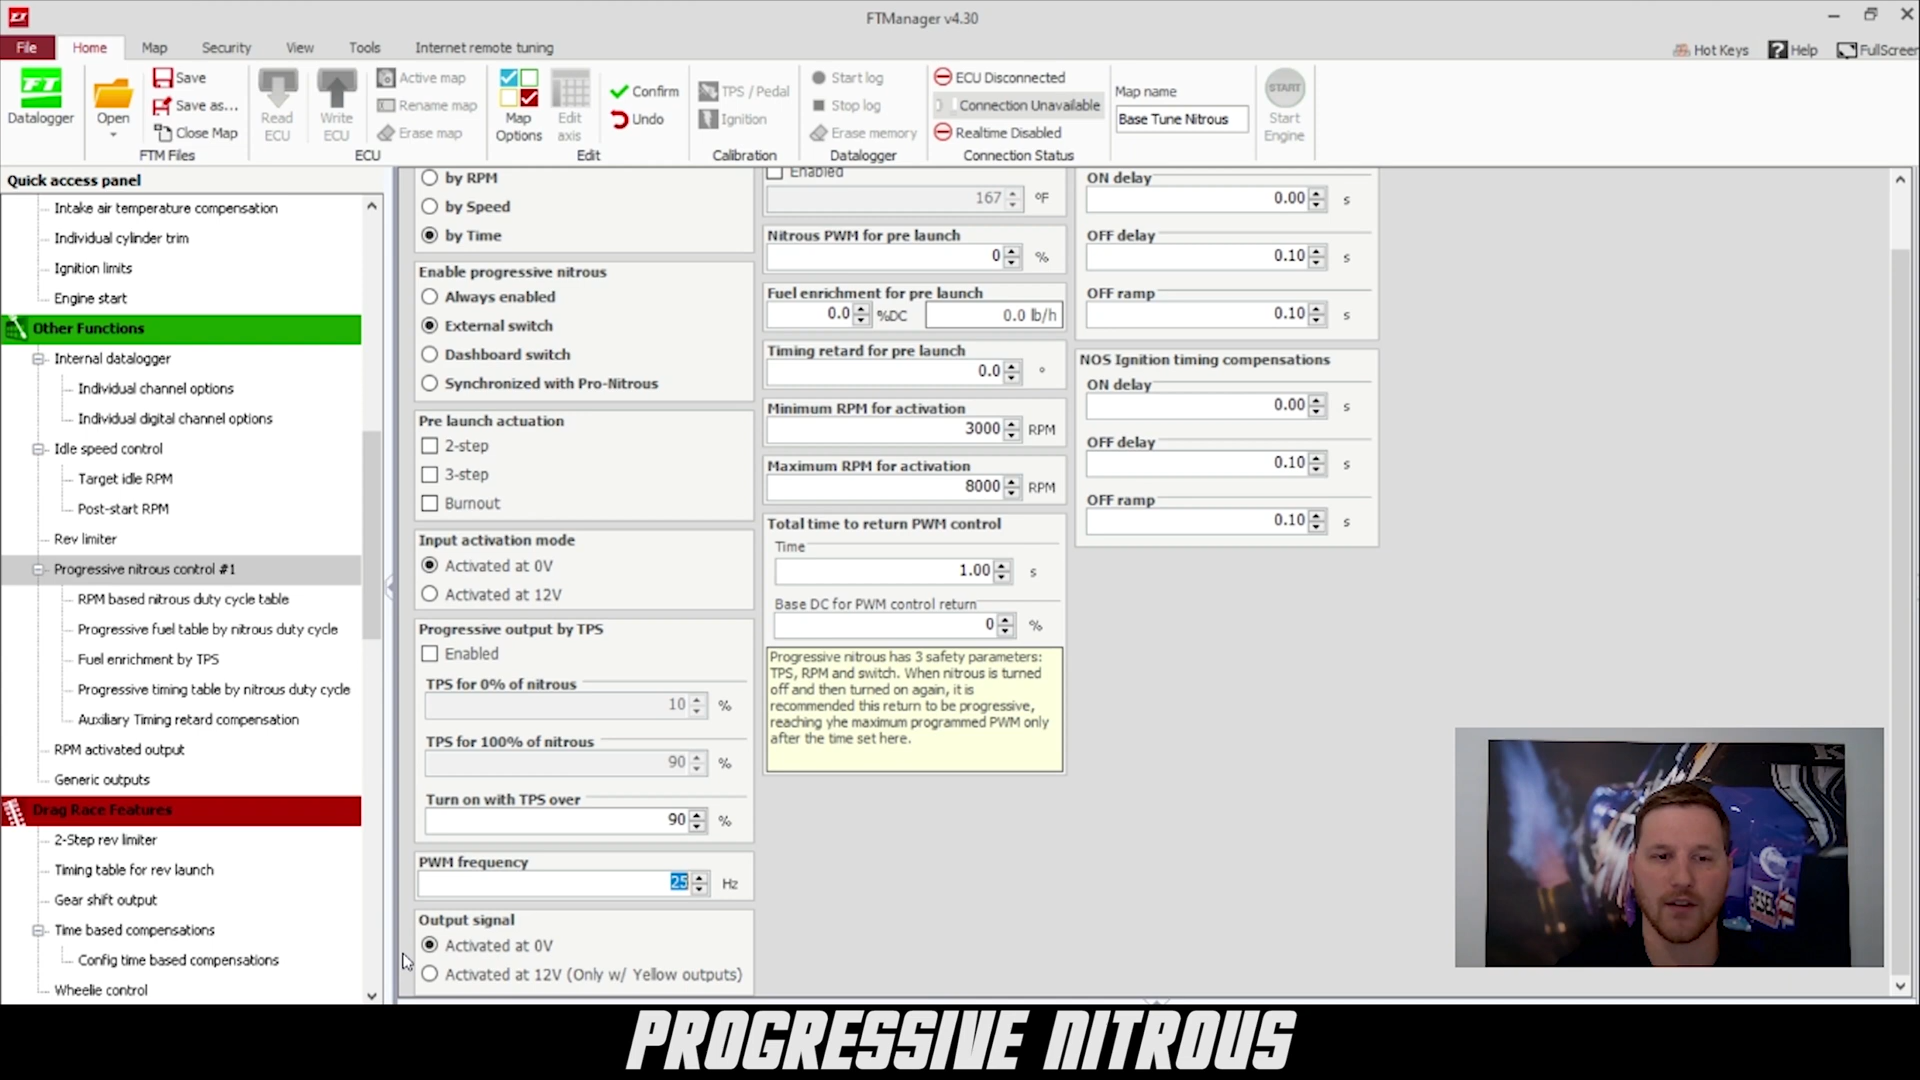 FT
FTManager v4.30
File
Home
Map
Security
View
Tools
Internet remote tuning
Hot Keys
Help
FullScreen
FT
Datalogger
Open
Save
Save as...
Close Map
FTM Files
Read
ECU
Write
ECU
Active map
Rename map
Erase map
ECU
Map
Options
Edit
axis
Confirm
Undo
Edit
TPS / Pedal
Ignition
Calibration
Start log
Stop log
Erase memory
Datalogger
ECU Disconnected
Connection Unavailable
Realtime Disabled
Connection Status
Map name
Base Tune Nitrous
START
Start
Engine
Quick access panel
Intake air temperature compensation
Individual cylinder trim
Ignition limits
Engine start
Other Functions
Internal datalogger
Individual channel options
Individual digital channel options
Idle speed control
Target idle RPM
Post-start RPM
Rev limiter
Progressive nitrous control #1
RPM based nitrous duty cycle table
Progressive fuel table by nitrous duty cycle
Fuel enrichment by TPS
Progressive timing table by nitrous duty cycle
Auxiliary Timing retard compensation
RPM activated output
Generic outputs
Drag Race Features
2-Step rev limiter
Timing table for rev launch
Gear shift output
Time based compensations
Config time based compensations
Wheelie control
by RPM
by Speed
by Time
Enable progressive nitrous
Always enabled
External switch
Dashboard switch
Synchronized with Pro-Nitrous
Pre launch actuation
2-step
3-step
Burnout
Input activation mode
Activated at 0V
Activated at 12V
Progressive output by TPS
Enabled
TPS for 0% of nitrous
10 %
TPS for 100% of nitrous
90 %
Turn on with TPS over
90 %
PWM frequency
25 Hz
Output signal
Activated at 0V
Activated at 12V (Only w/ Yellow outputs)
Enabled
167 ºF
Nitrous PWM for pre launch
0 %
Fuel enrichment for pre launch
0.0 %DC 0.0 lb/h
Timing retard for pre launch
0.0 °
Minimum RPM for activation
3000 RPM
Maximum RPM for activation
8000 RPM
Total time to return PWM control
Time
1.00 s
Base DC for PWM control return
0 %
Progressive nitrous has 3 safety parameters:
TPS, RPM and switch. When nitrous is turned
off and then turned on again, it is
recommended this return to be progressive,
reaching yhe maximum programmed PWM only
after the time set here.
ON delay
0.00 s
OFF delay
0.10 s
OFF ramp
0.10 s
NOS Ignition timing compensations
ON delay
0.00 s
OFF delay
0.10 s
OFF ramp
0.10 s
PROGRESSIVE NITROUS